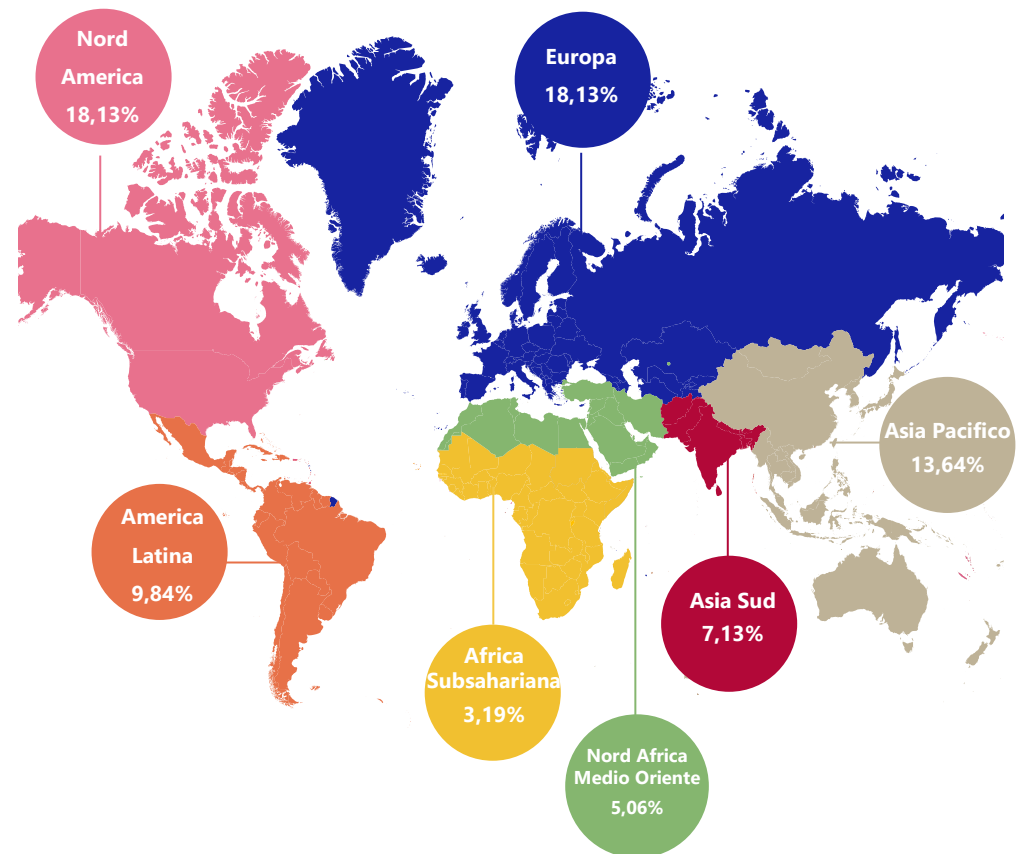 Nord
America
18,13%
Europa
18,13%
Asia Pacifico
13,64%
America
Latina
9,84%
Asia Sud
7,13%
Africa
Subsahariana
3,19%
Nord Africa
Medio Oriente
5,06%